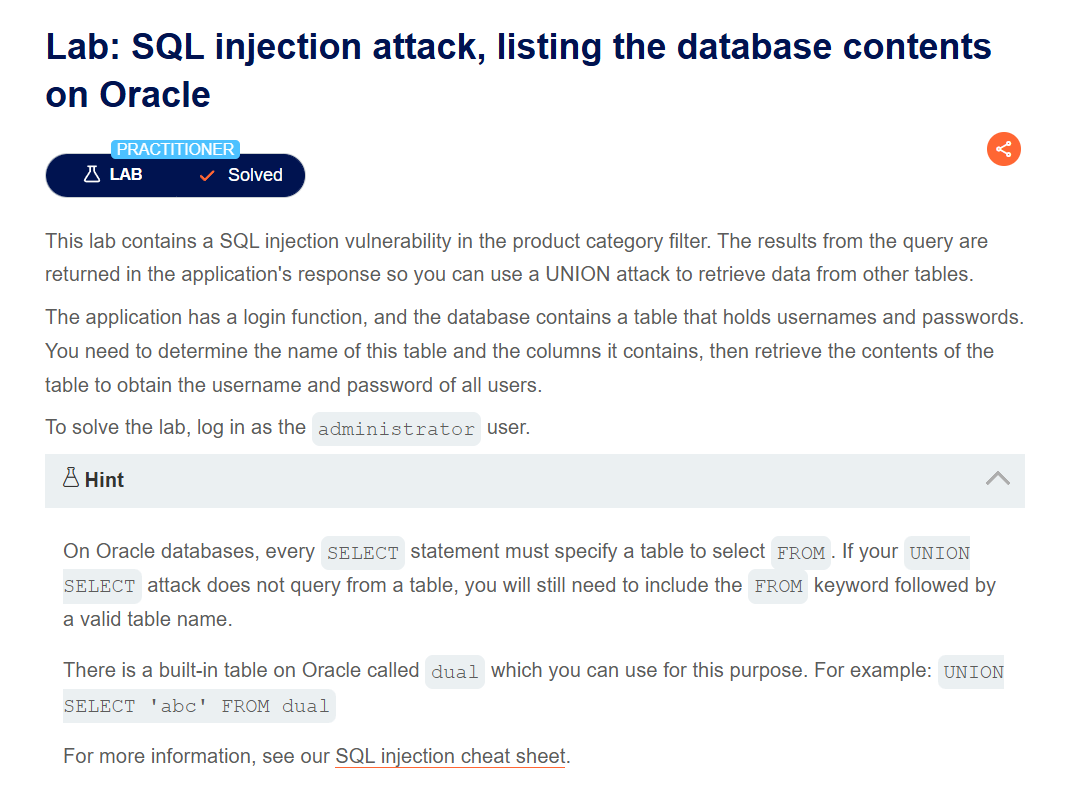 Lab: SQL injection attack, listing the database contents
on Oracle
PRACTITIONER
LAB
Solved
This lab contains a SQL injection vulnerability in the product category filter. The results from the query are
returned in the application's response so you can use a UNION attack to retrieve data from other tables.
The application has a login function, and the database contains a table that holds usernames and passwords.
You need to determine the name of this table and the columns it contains, then retrieve the contents of the
table to obtain the username and password of all users.
To solve the lab, log in as the administrator user.
Hint
On Oracle databases, every SELECT statement must specify a table to select FROM. If your UNION
SELECT attack does not query from a table, you will still need to include the FROM keyword followed by
a valid table name.
There is a built-in table on Oracle called dual which you can use for this purpose. For example: UNION
SELECT 'abc' FROM dual
For more information, see our SQL injection cheat sheet.